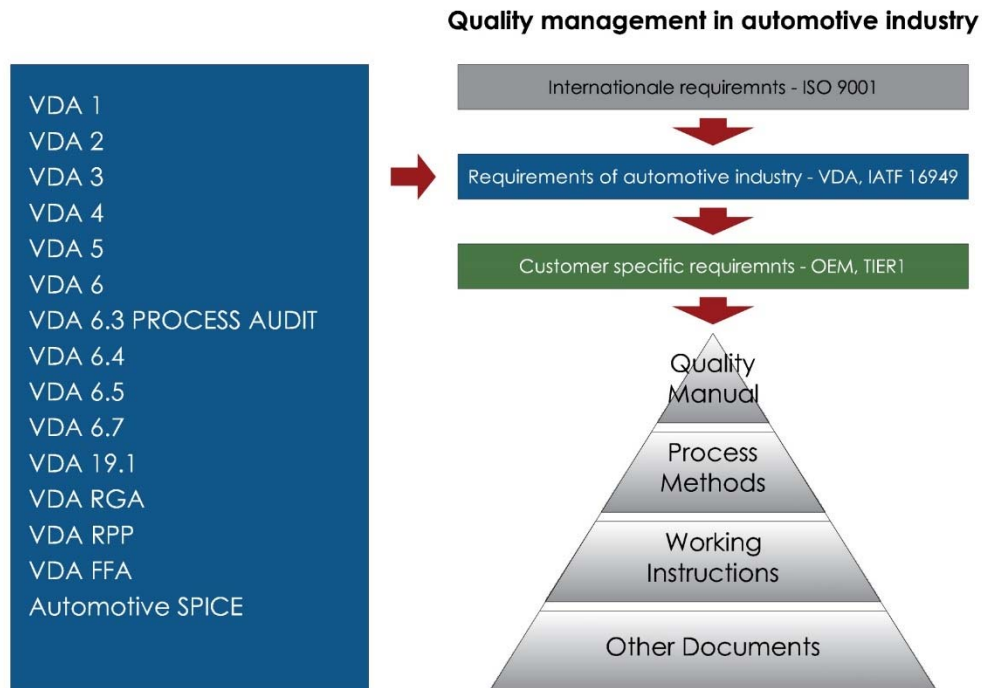 Quality management in automotive industry
VDA 1
VDA 2
VDA 3
VDA 4
VDA 5
VDA 6
VDA 6.3 PROCESS AUDIT
VDA 6.4
VDA 6.5
VDA 6.7
VDA 19.1
VDA RGA
VDA RPP
VDA FFA
Automotive SPICE
Internationale requiremnts - ISO 9001
Requirements of automotive industry - VDA, IATF 16949
Customer specific requiremnts - OEM, TIER1
Quality
Manual
Process
Methods
Working
Instructions
Other Documents